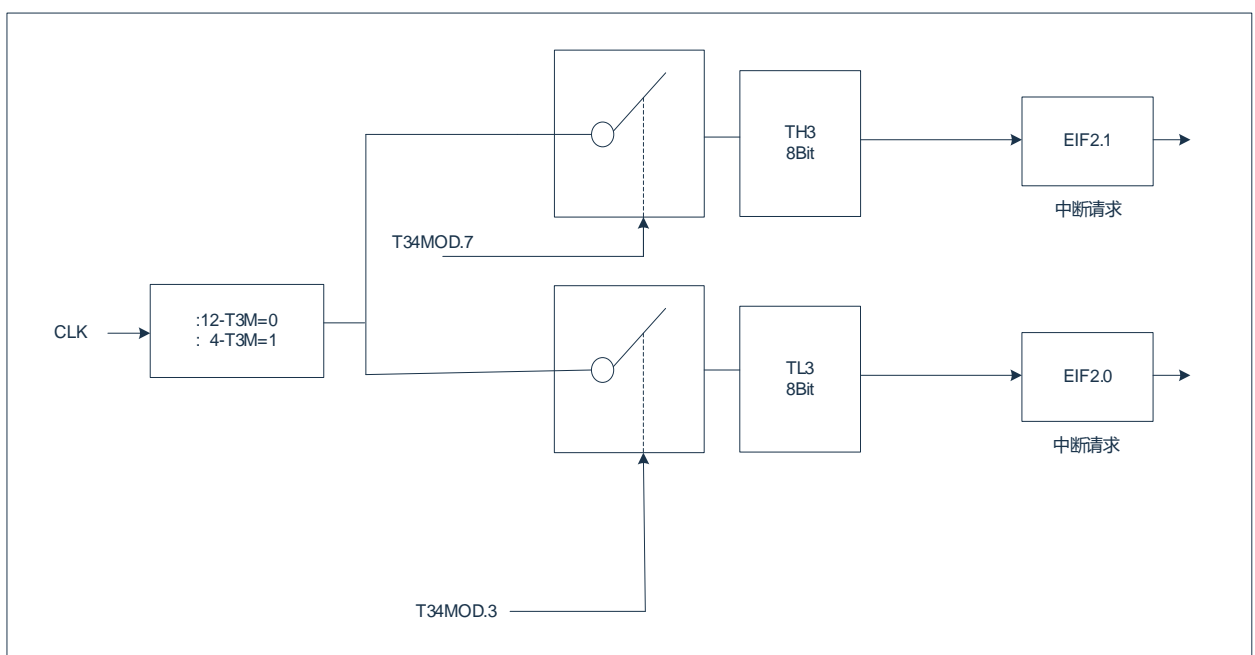 TH3
8Bit
EIF2.1
中断请求
T34MOD.7
CLK
:12-T3M=0
: 4-T3M=1
TL3
8Bit
EIF2.0
中断请求
T34MOD.3